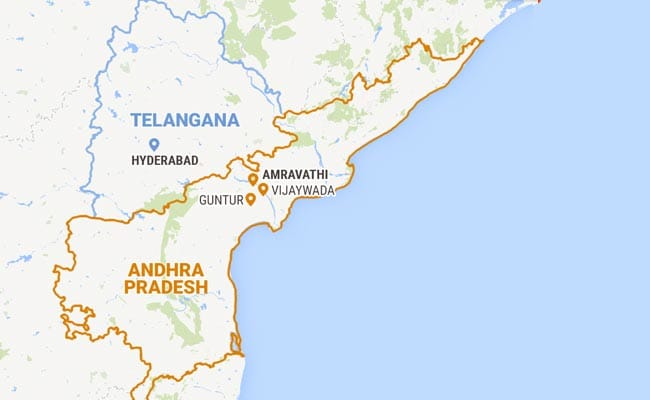 TELANGANA
HYDERABAD
AMRAVATHI
VIJAYWADA
GUNTUR
ANDHRA
PRADESH